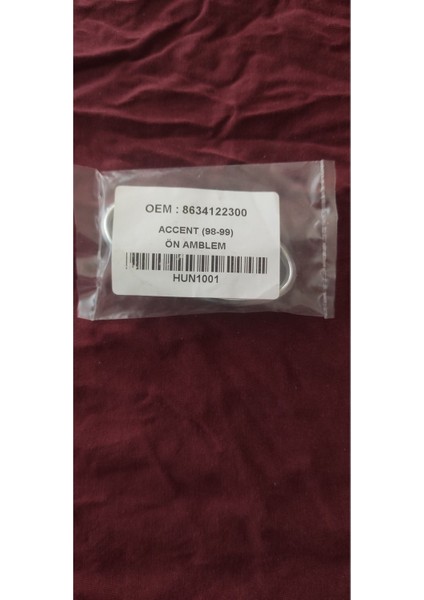 OEM : 8634122300
ACCENT (98-99)
ÖN AMBLEM
HUN1001